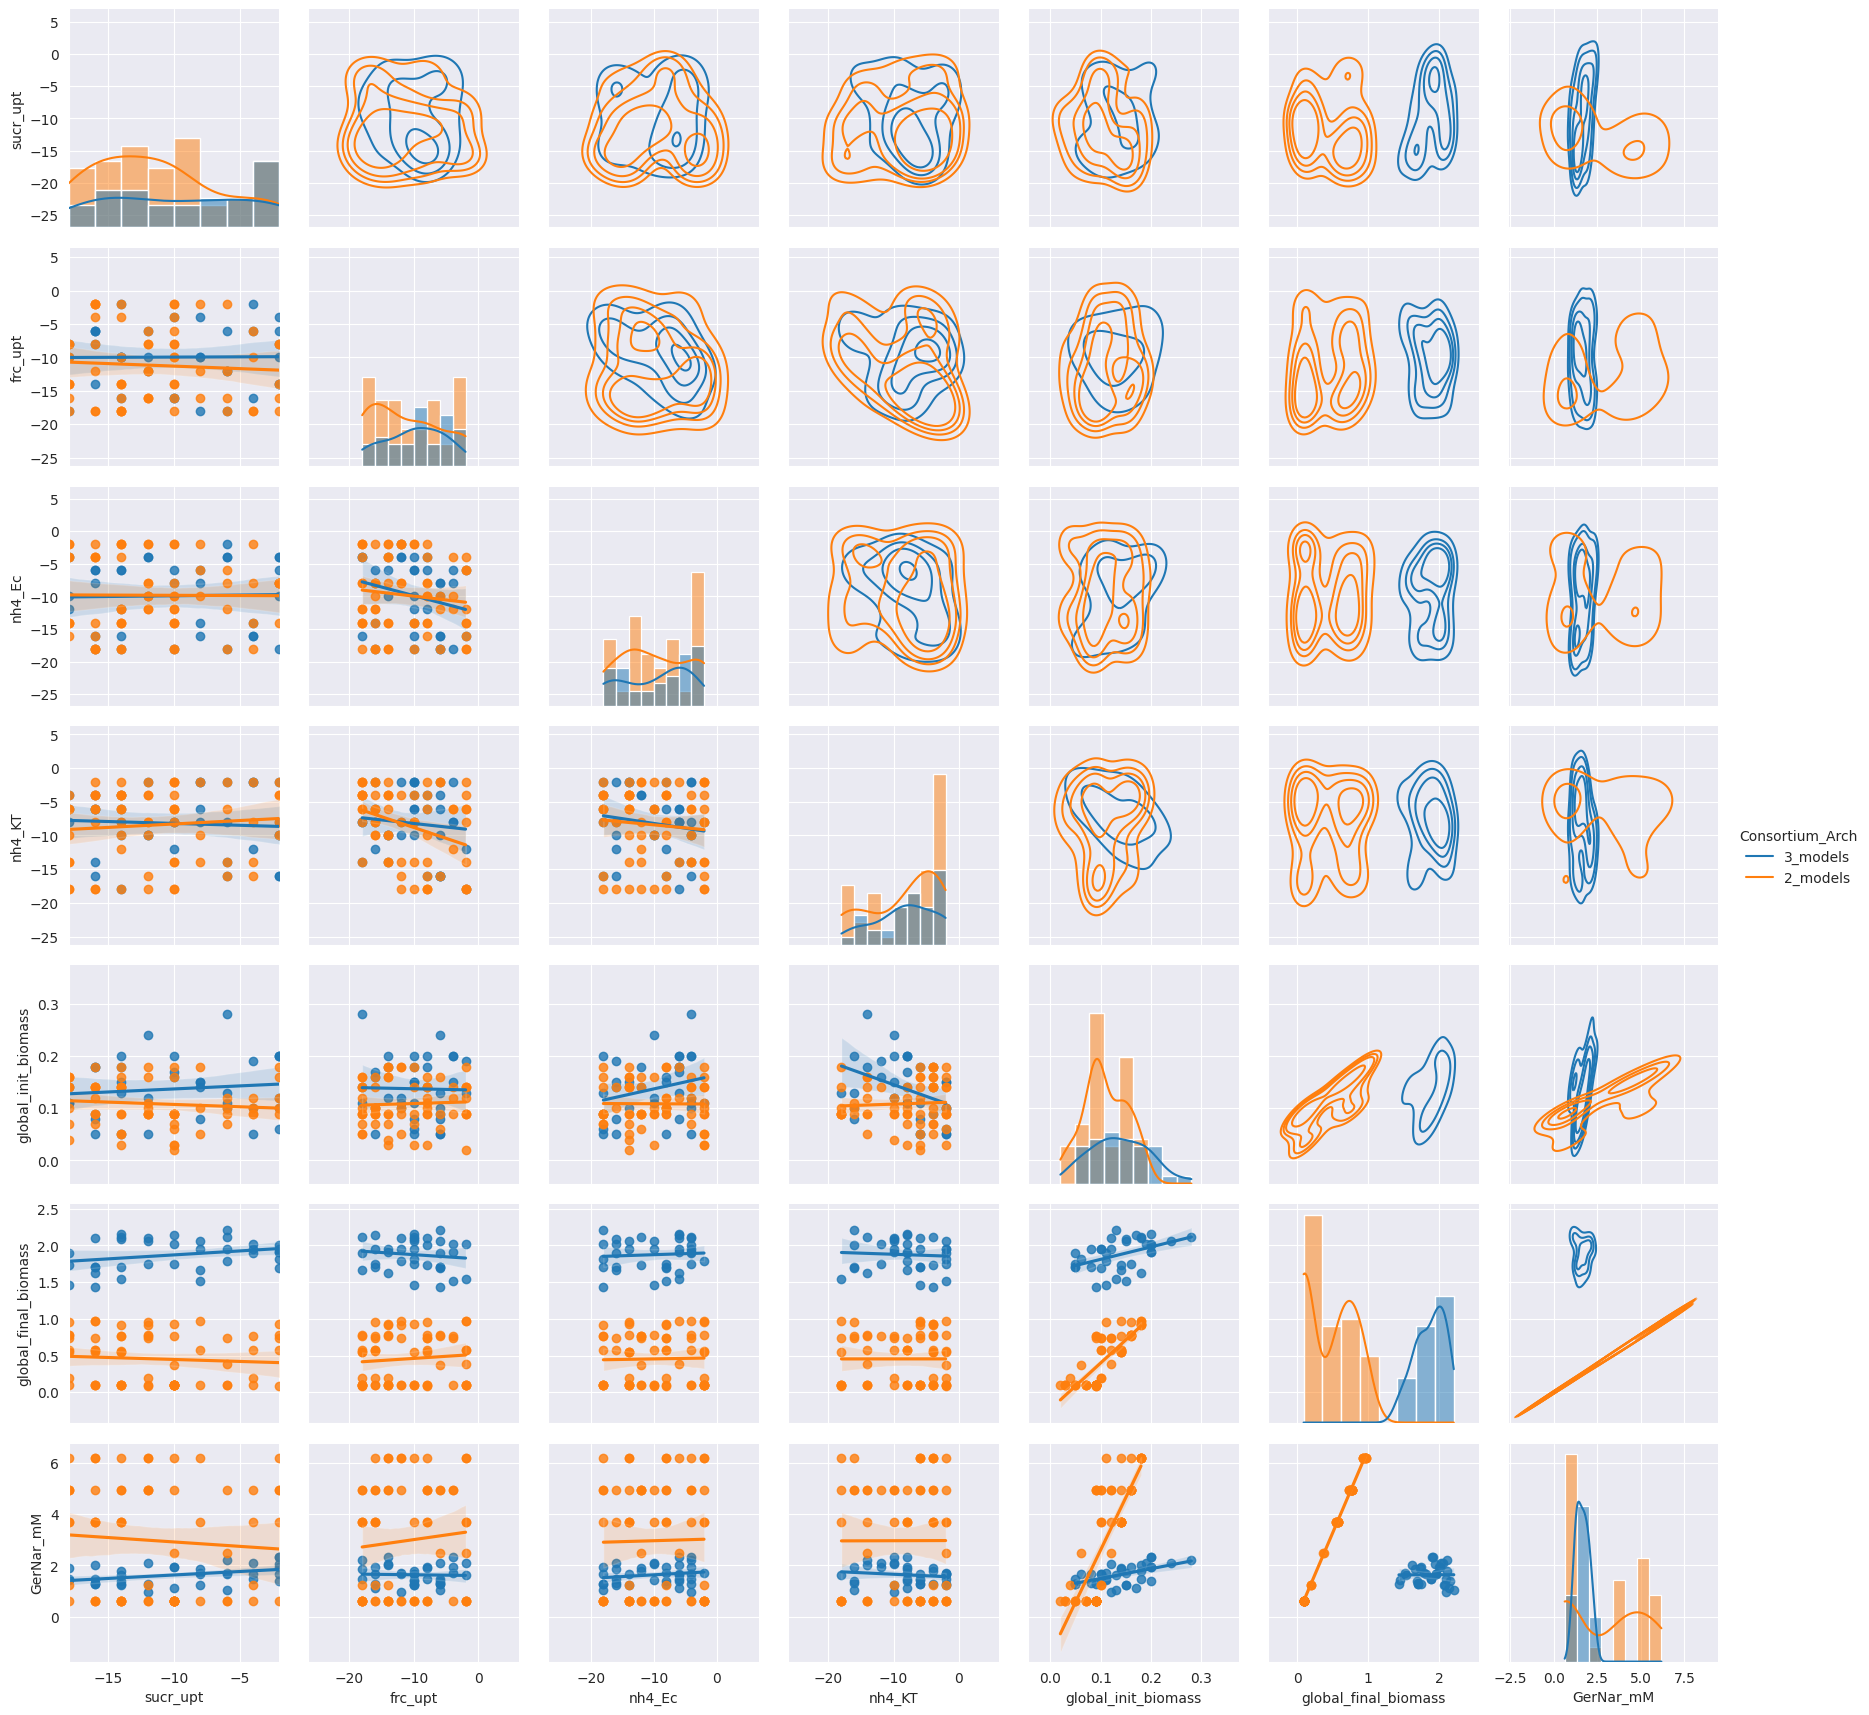 5
0
−5
−10
−15
−20
−25
sucr_upt
5
0
−5
−10
−15
−20
−25
frc_upt
5
0
−5
−10
−15
−20
−25
nh4_Ec
5
0
−5
−10
−15
−20
−25
nh4_KT
Consortium_Arch
3_models
2_models
0.3
0.2
0.1
0.0
global_init_biomass
2.5
2.0
1.5
1.0
0.5
0.0
global_final_biomass
6
4
2
0
GerNar_mM
−15 −10 −5
−20 −10 0
−20 −10 0
−20 −10 0
0.0 0.1 0.2 0.3
0 1 2
−2.5 0.0 2.5 5.0 7.5
sucr_upt
frc_upt
nh4_Ec
nh4_KT
global_init_biomass
global_final_biomass
GerNar_mM